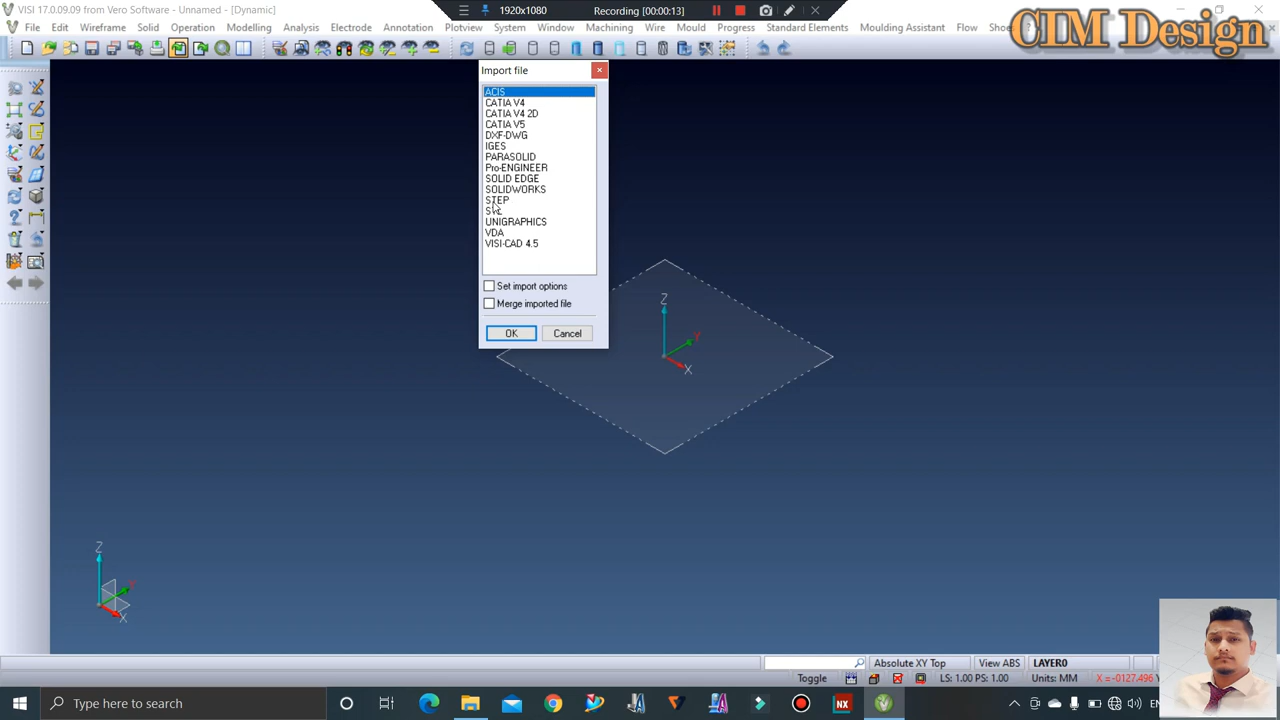 VISI 17.0.09.09 from Vero Software - Unnamed - [Dynamic]
1920x1080
Recording [00:00:13]
CIM Design
File Edit Wireframe Solid Operation Modelling Analysis Electrode Annotation Plotview System Window Machining Wire Mould Progress Standard Elements Moulding Assistant Flow
Import file
ACIS
CATIA V4
CATIA V4 2D
CATIA V5
DXF-DWG
IGES
PARASOLID
Pro-ENGINEER
SOLID EDGE
SOLIDWORKS
STEP
UNIGRAPHICS
VDA
VISI-CAD 4.5
Set import options
Merge imported file
OK Cancel
Z
Y
X
Z
Y
X
Absolute XY Top View ABS LAYER0
Toggle LS: 1.00 PS: 1.00 Units: MM X =-0127.496
Type here to search
NX